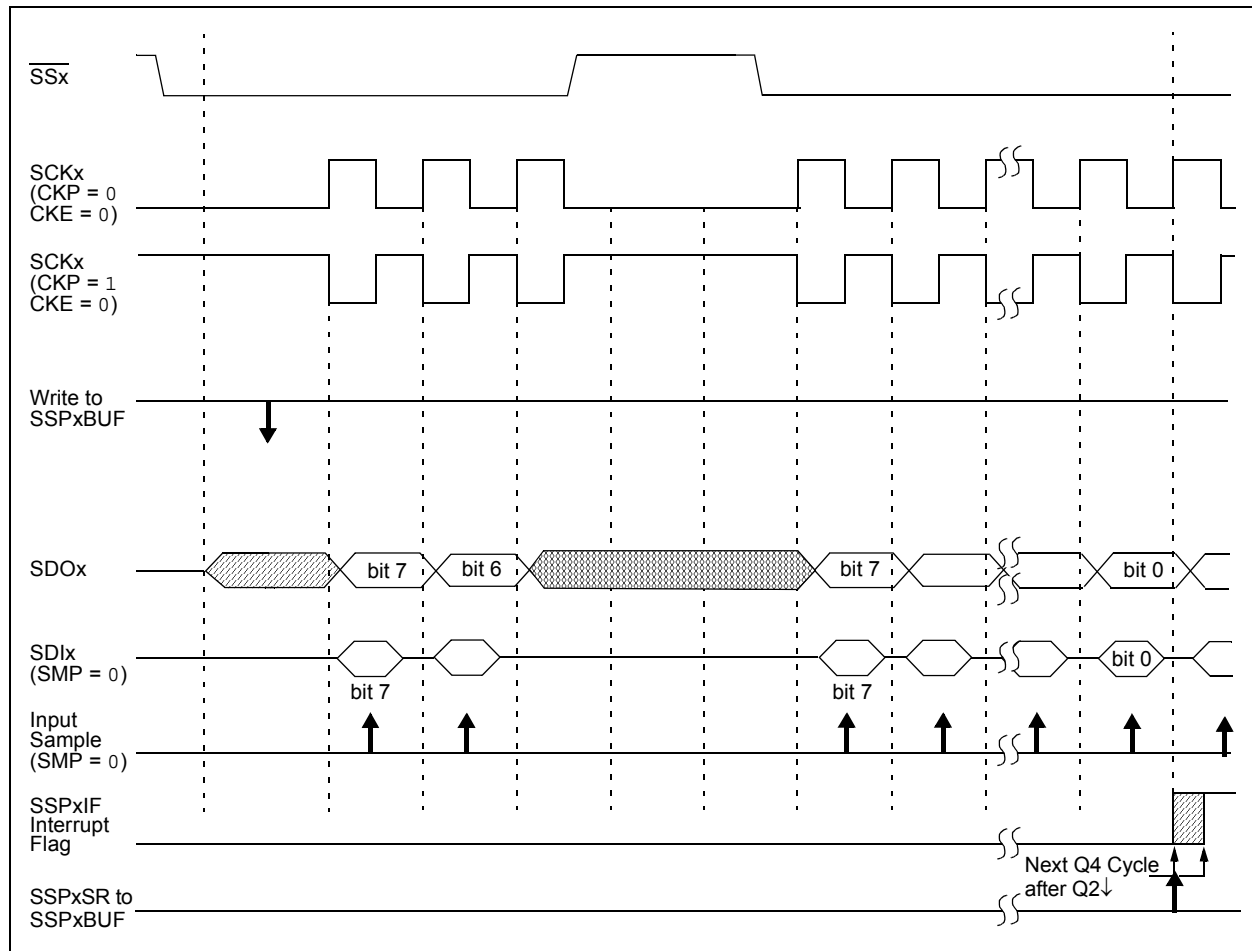 SSx
SCKx
(CKP = 0
CKE = 0)
SCKx
(CKP = 1
CKE = 0)
Write to
SSPxBUF
SDOx
bit 7
bit 6
bit 7
bit 0
SDIx
(SMP = 0)
bit 0
bit 7
bit 7
Input
Sample
(SMP = 0)
SSPxIF
Interrupt
Flag
Next Q4 Cycle
after Q2↓
SSPxSR to
SSPxBUF